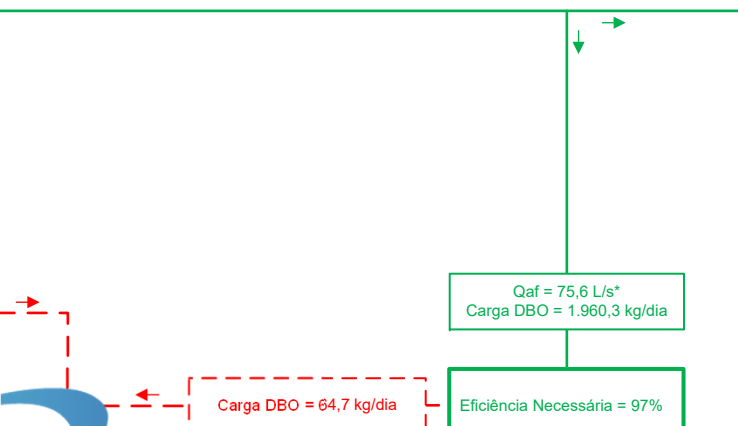 Qaf = 75,6 L/s*
Carga DBO = 1.960,3 kg/dia
Carga DBO = 64,7 kg/dia
Eficiência Necessária = 97%